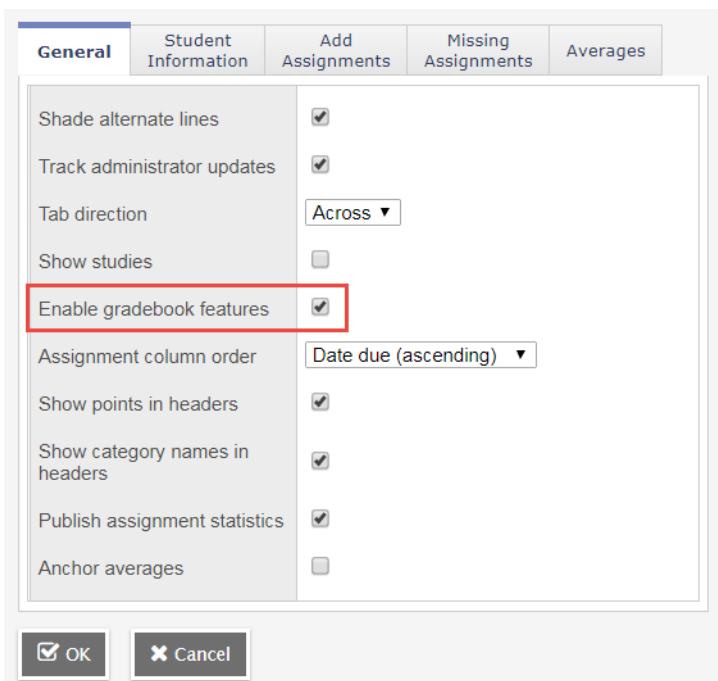 General
Student
Information
Add
Assignments
Missing
Assignments
Averages
Shade alternate lines
Track administrator updates
Tab direction
Across
Show studies
Enable gradebook features
Assignment column order
Date due (ascending)
Show points in headers
Show category names in
headers
Publish assignment statistics
Anchor averages
OK
Cancel